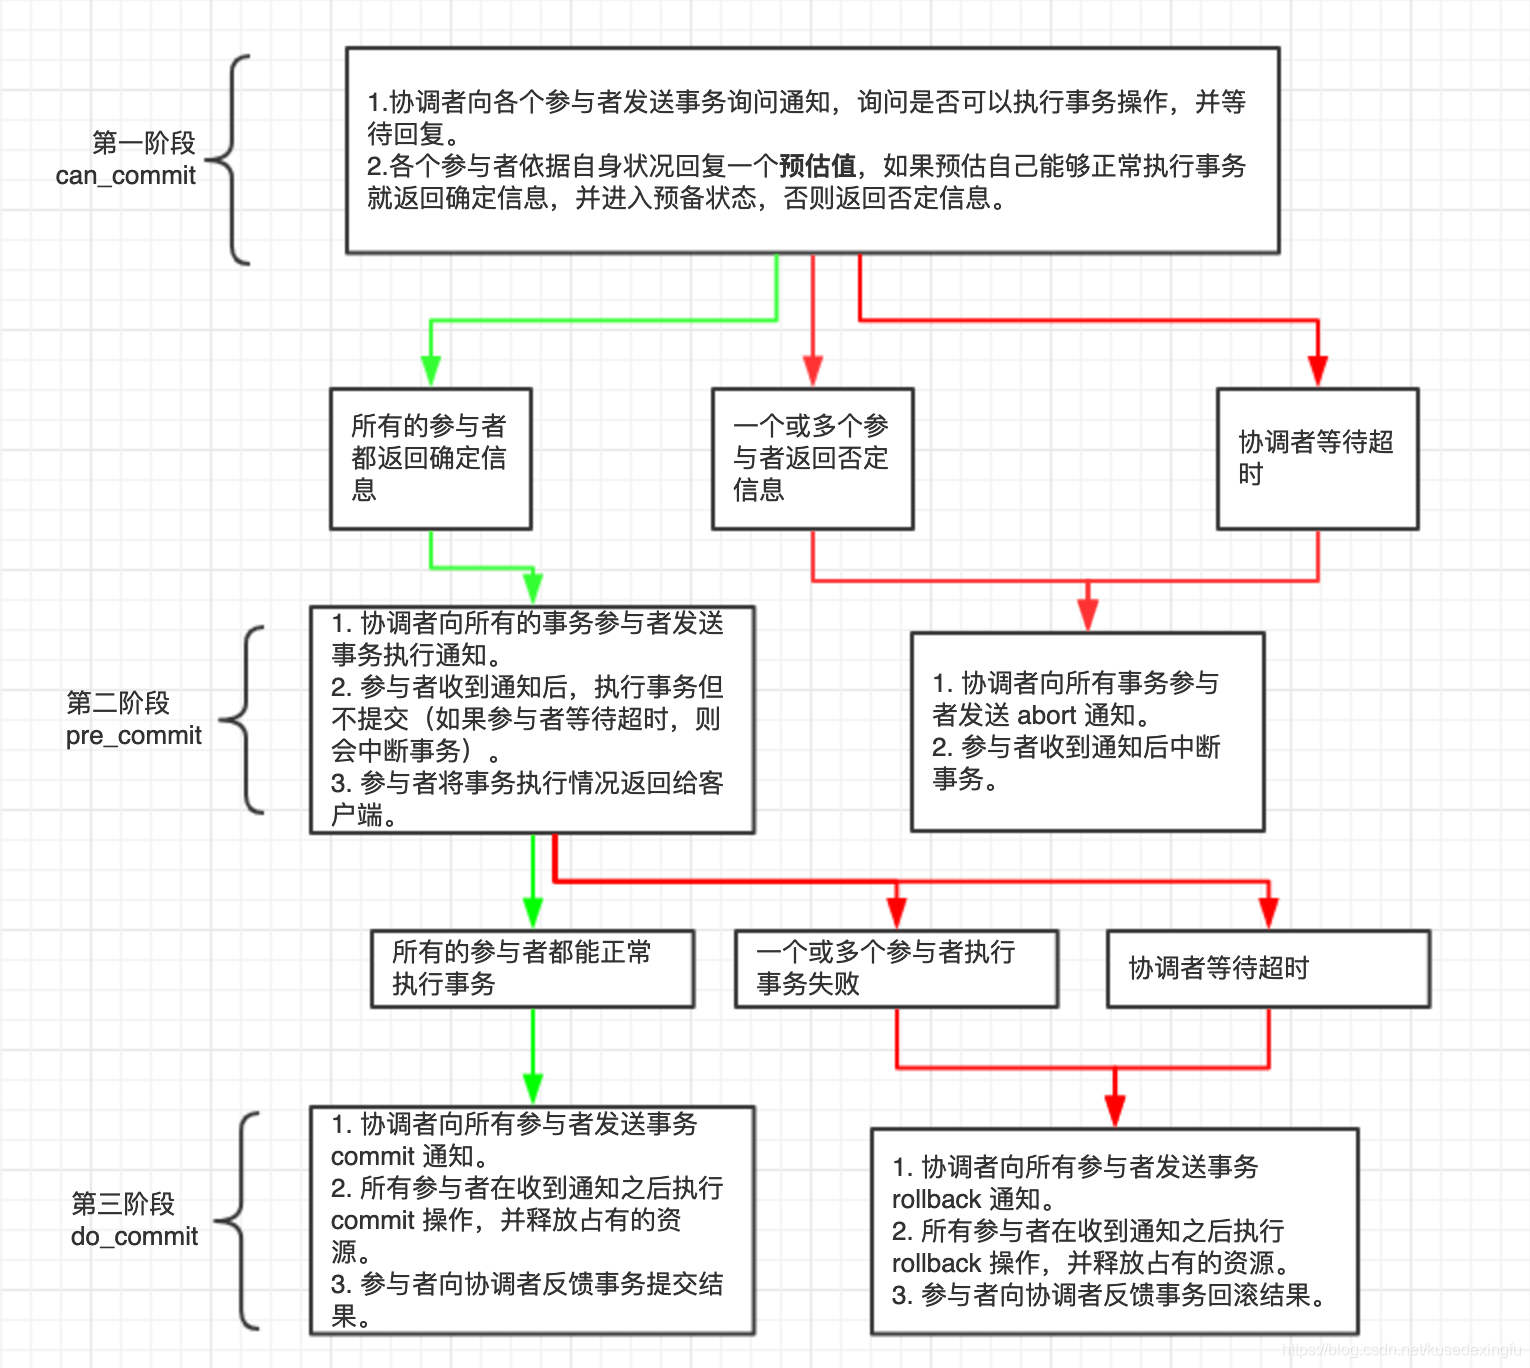 第一阶段
can_commit
1.协调者向各个参与者发送事务询问通知，询问是否可以执行事务操作，并等
待回复。
2.各个参与者依据自身状况回复一个预估值，如果预估自己能够正常执行事务
就返回确定信息，并进入预备状态，否则返回否定信息。
所有的参与者
都返回确定信
息
一个或多个参
与者返回否定
信息
协调者等待超
时
第二阶段
pre_commit
1. 协调者向所有的事务参与者发送
事务执行通知。
2. 参与者收到通知后，执行事务但
不提交（如果参与者等待超时，则
会中断事务）。
3. 参与者将事务执行情况返回给客
户端。
1. 协调者向所有事务参与
者发送 abort 通知。
2. 参与者收到通知后中断
事务。
所有的参与者都能正常
执行事务
一个或多个参与者执行
事务失败
协调者等待超时
第三阶段
do_commit
1. 协调者向所有参与者发送事务
commit 通知。
2. 所有参与者在收到通知之后执行
commit 操作，并释放占有的资
源。
3. 参与者向协调者反馈事务提交结
果。
1. 协调者向所有参与者发送事务
rollback 通知。
2. 所有参与者在收到通知之后执行
rollback 操作，并释放占有的资源。
3. 参与者向协调者反馈事务回滚结果。
https://blog.csdn.net/kusedexingfu